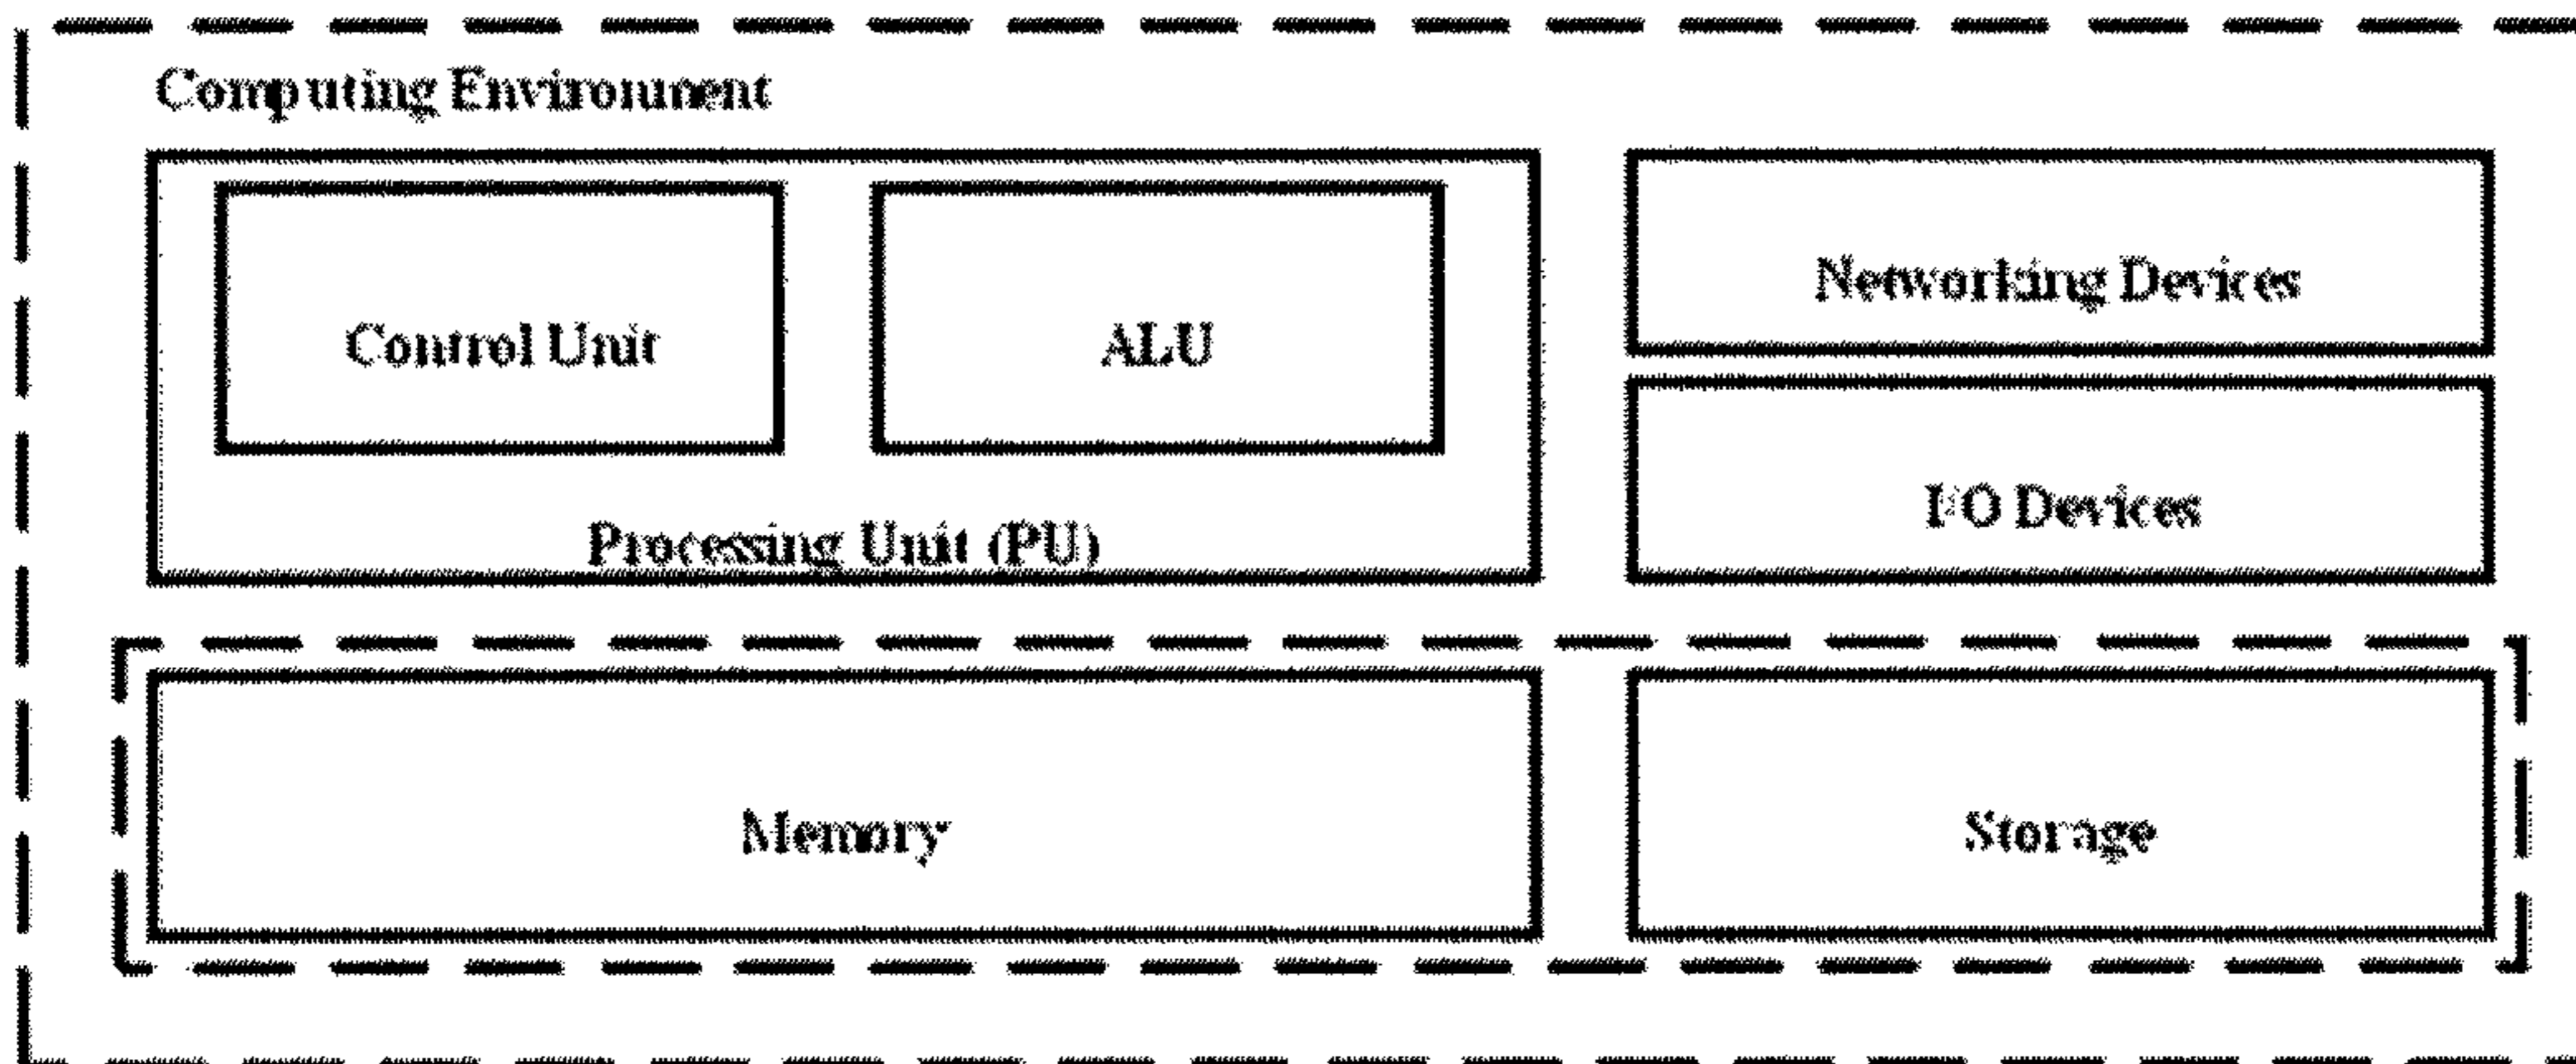 Computing Environment
Control Unit
ALU
Processing Unit (PU)
Networking Devices
I/O Devices
Memory
Storage